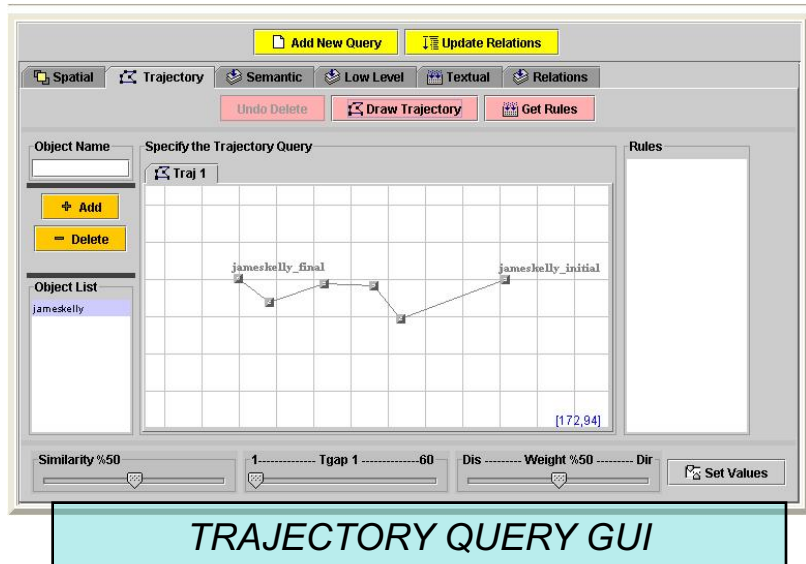 Add New Query Update Relations
Spatial Trajectory Semantic Low Level Textual Relations
Undo Delete Draw Trajectory Get Rules
Object Name Specify the Trajectory Query Rules
Traj 1
Add
Delete
jameskelly_final jameskelly_initial
Object List
jameskelly
[172,94]
Similarity %50 1------------- Tgap 1 -------------60 Dis --------- Weight %50 --------- Dir
Set Values
TRAJECTORY QUERY GUI